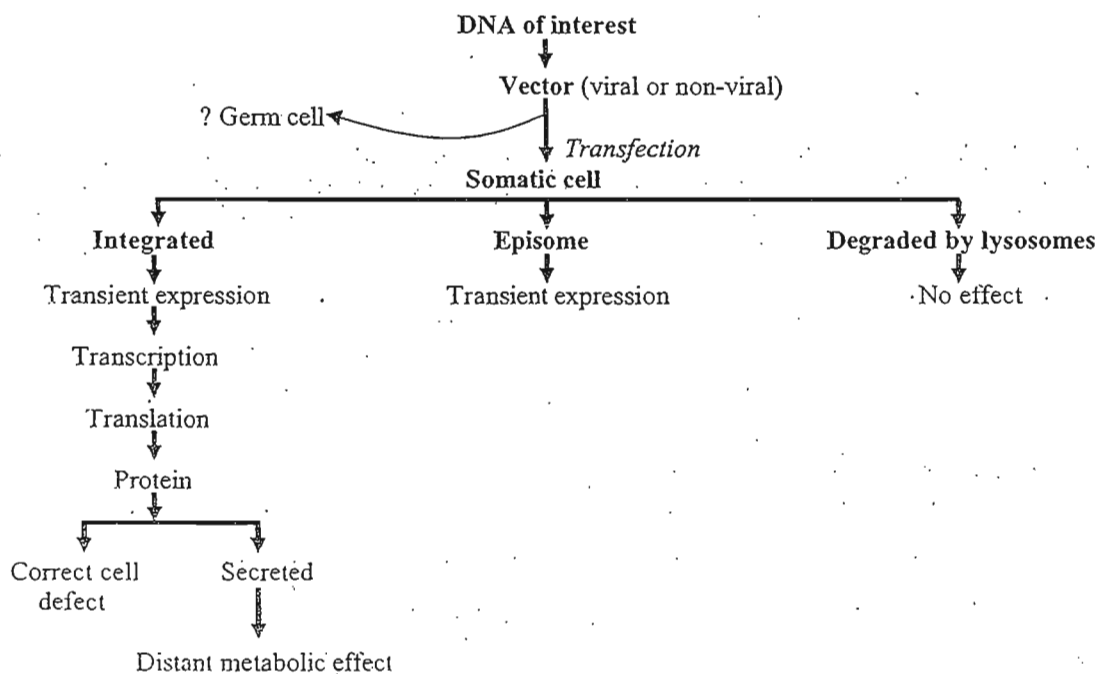 DNA of interest
Vector (viral or non-viral)
? Germ cell
Transfection
Somatic cell
Integrated
Episome
Degraded by lysosomes
Transient expression
Transient expression
No effect
Transcription
Translation
Protein
Correct cell
defect
Secreted
Distant metabolic effect